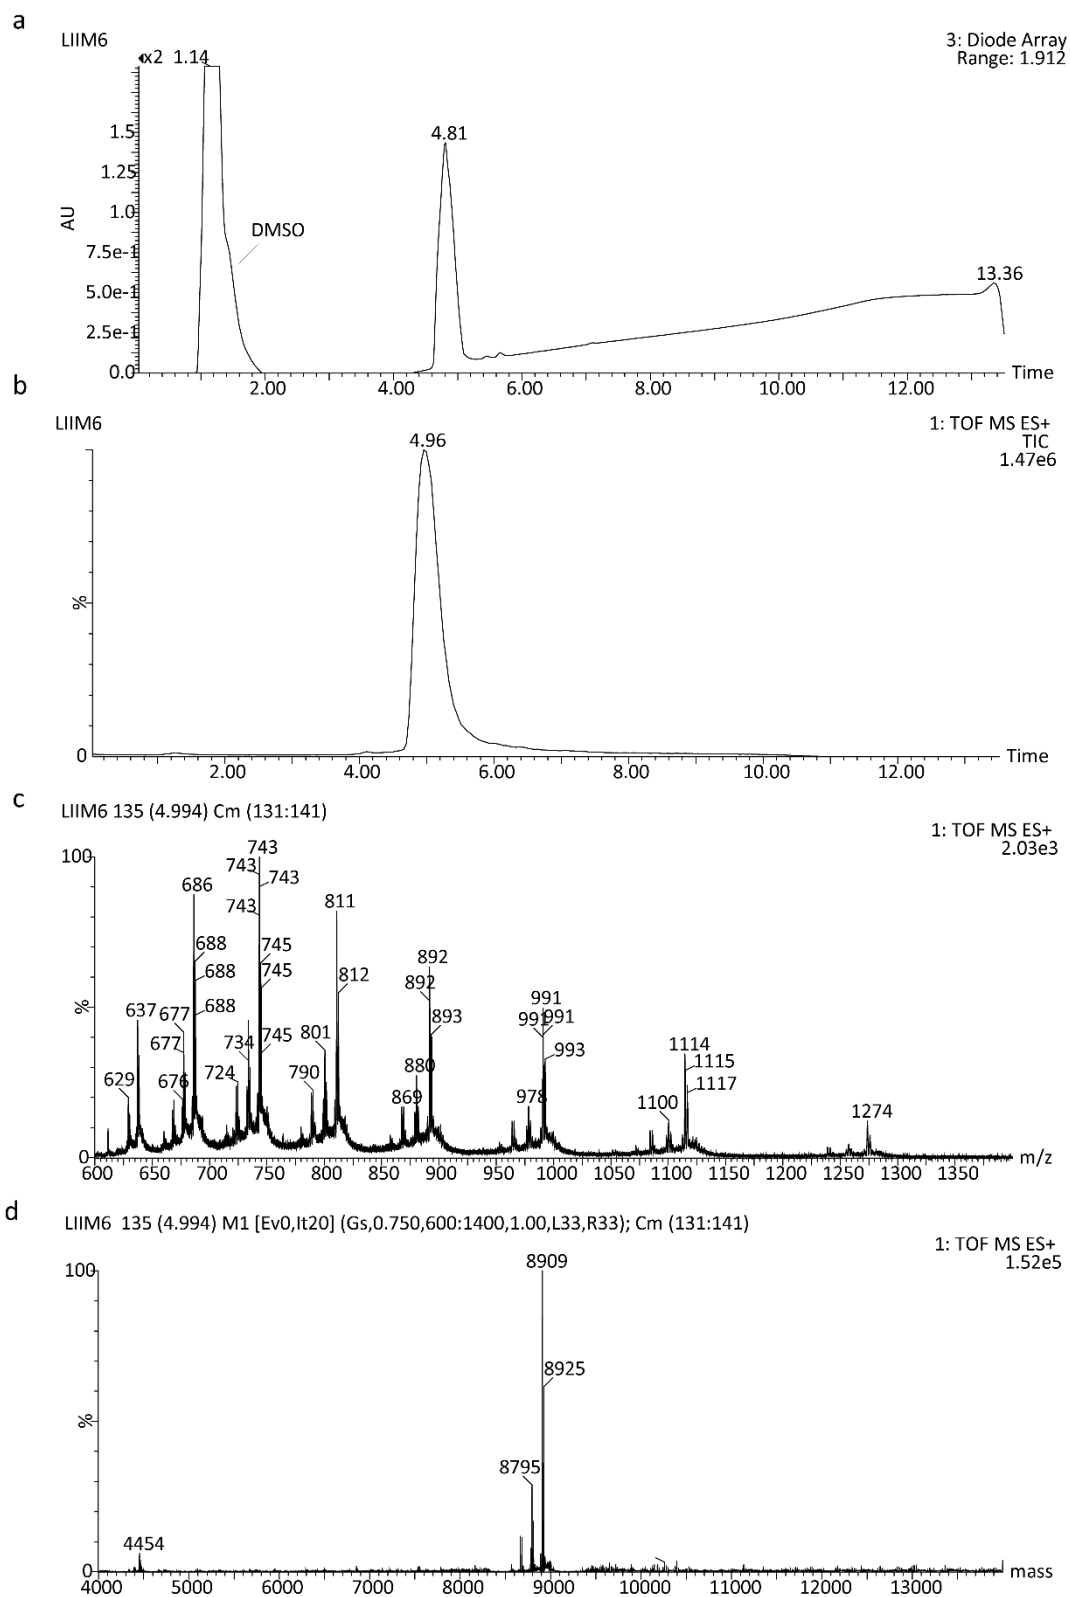 a
LIIM6
3: Diode Array
Range: 1.912
x2 1.14
4.81
1.5
1.25
1.0
AU
DMSO
7.5e-1
13.36
5.0e-1
2.5e-1
0.0
2.00 4.00 6.00 8.00 10.00 12.00 Time
b
LIIM6
1: TOF MS ES+
TIC
1.47e6
4.96
%
0
2.00 4.00 6.00 8.00 10.00 12.00 Time
c
LIIM6 135 (4.994) Cm (131:141)
1: TOF MS ES+
2.03e3
100
743
743 743
686
811
743
688 745
892
688 745 812
892
991
637 677 688 893 991 991
677 734 801 993 1114
745 880 1115
629 676 724 790 869 978 1117
1100 1274
%
0
600 650 700 750 800 850 900 950 1000 1050 1100 1150 1200 1250 1300 1350 m/z
d
LIIM6 135 (4.994) M1 [Ev0,It20] (Gs,0.750,600:1400,1.00,L33,R33); Cm (131:141)
1: TOF MS ES+
1.52e5
100
8909
8925
%
8795
4454
0
4000 5000 6000 7000 8000 9000 10000 11000 12000 13000 mass